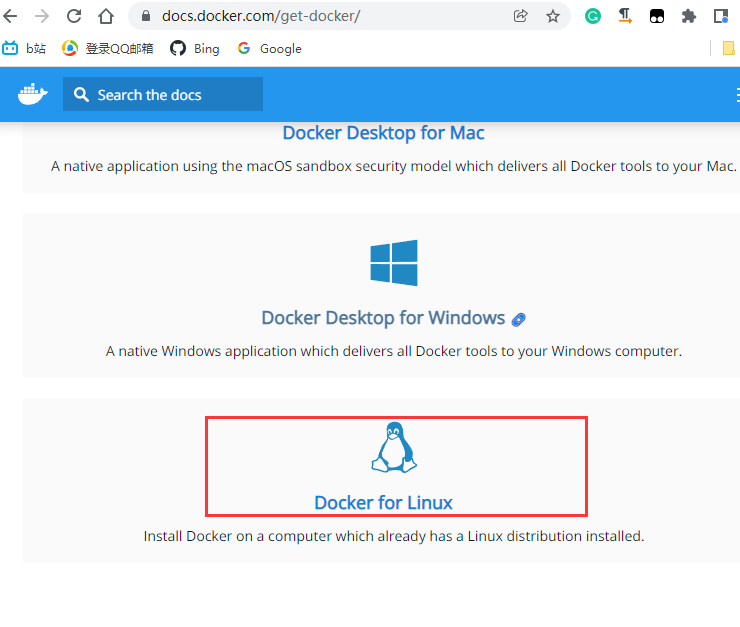 docs.docker.com/get-docker/
b站 登录QQ邮箱 Bing Google
Search the docs
Docker Desktop for Mac
A native application using the macOS sandbox security model which delivers all Docker tools to your Mac.
Docker Desktop for Windows
A native Windows application which delivers all Docker tools to your Windows computer.
Docker for Linux
Install Docker on a computer which already has a Linux distribution installed.